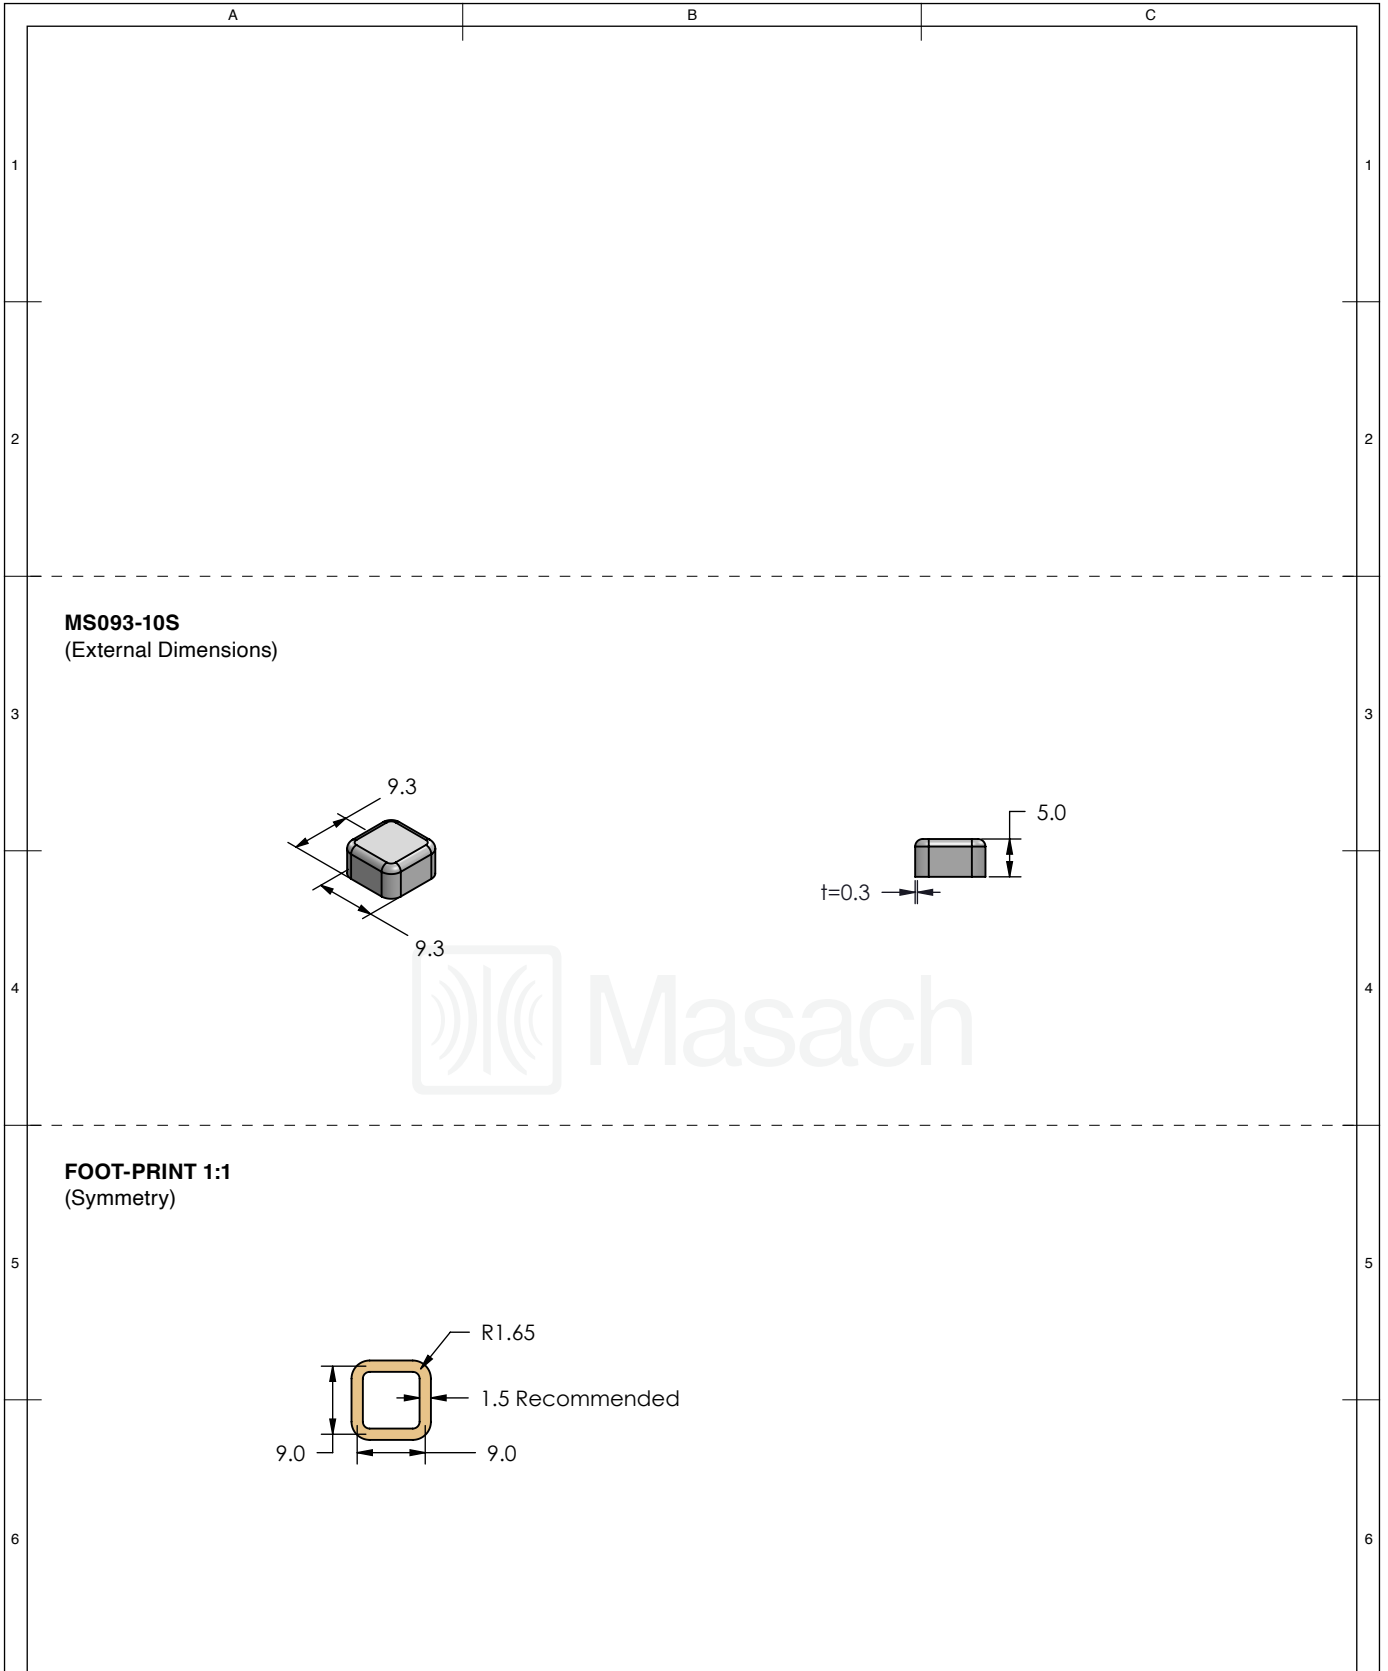 A B C
1 1
2 2
MS093-10S
(External Dimensions)
3 3
9.3
5.0
t=0.3
9.3
Masach
4 4
FOOT-PRINT 1:1
(Symmetry)
5 5
R1.65
1.5 Recommended
9.0 9.0
6 6